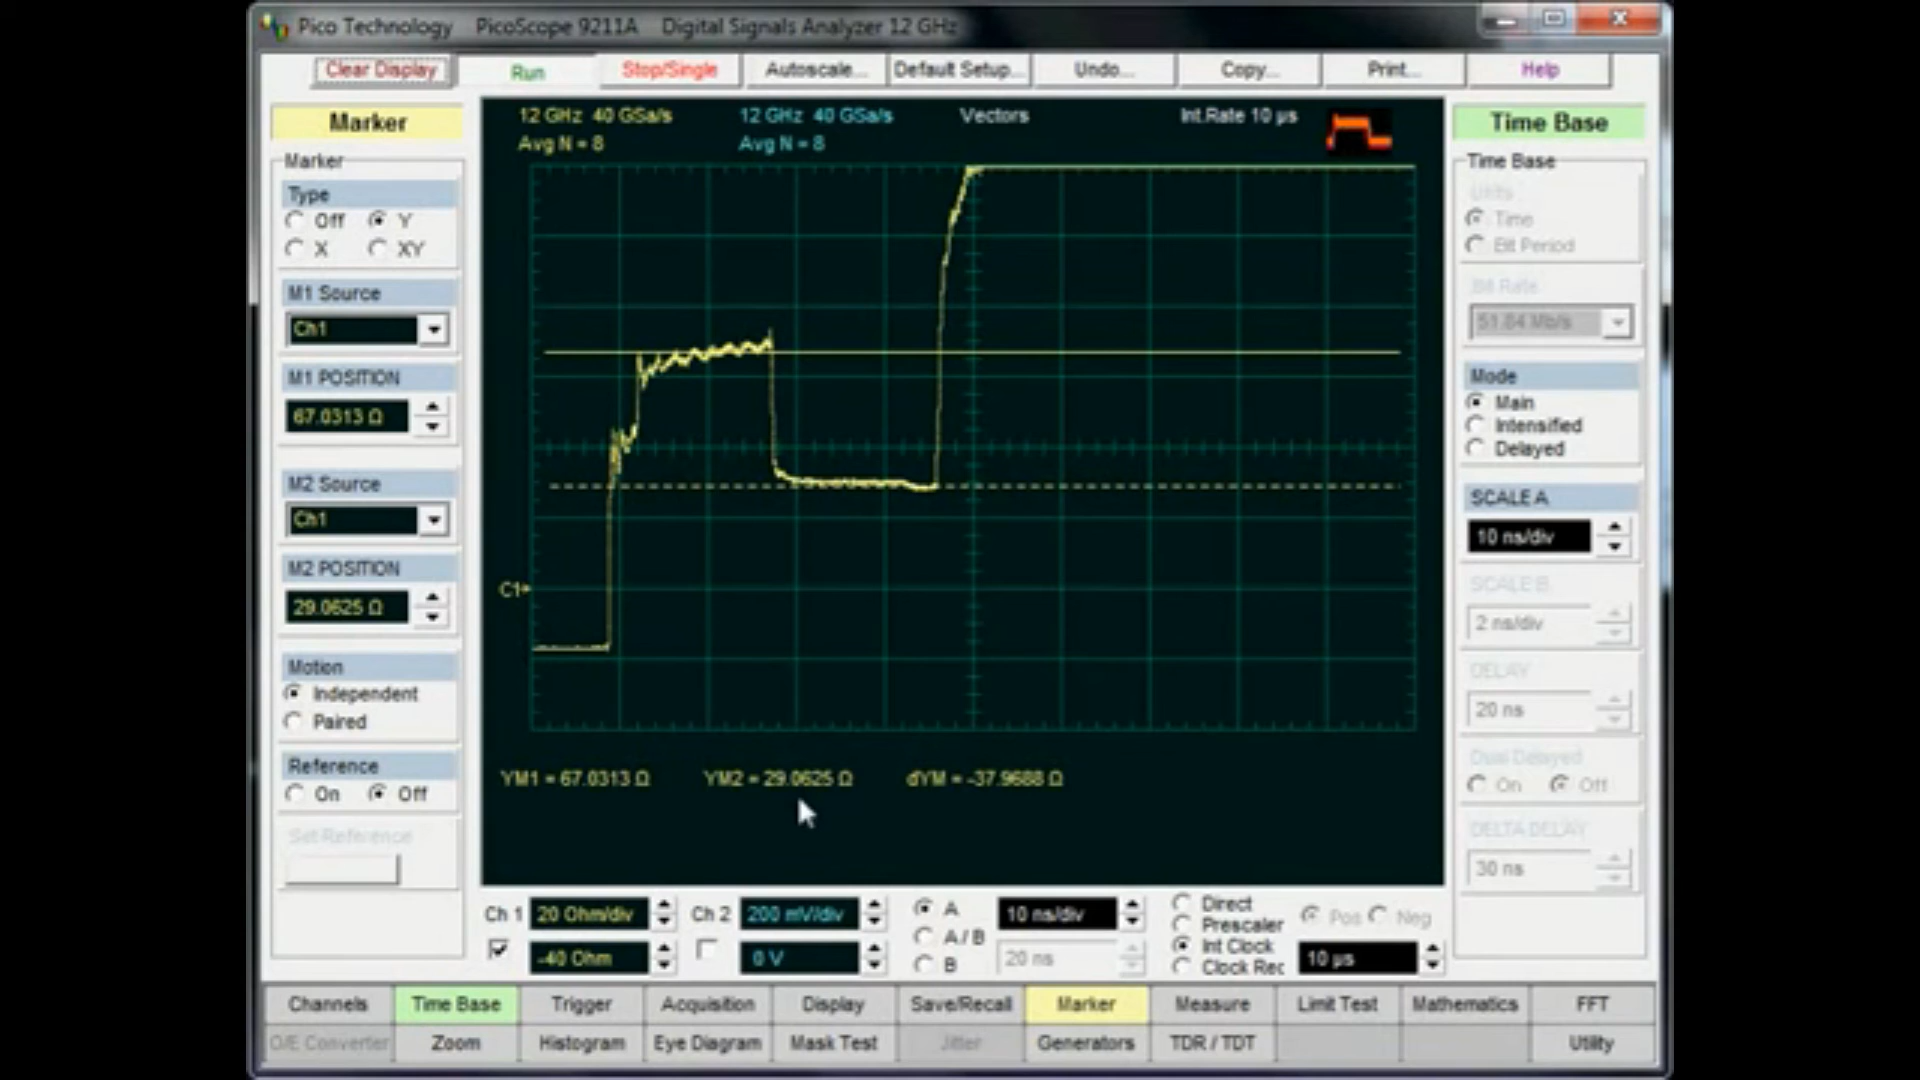 Pico Technology PicoScope 9211A Digital Signals Analyzer 12 GHz
Clear Display Run Stop/Single Autoscale... Default Setup... Undo... Copy... Print... Help
Marker
Marker
Type
Off Y
X XY
M1 Source
Ch1
M1 POSITION
67.0313 Ω
M2 Source
Ch1
M2 POSITION
29.0625 Ω
Motion
Independent
Paired
Reference
On Off
Set Reference
12 GHz 40 GSa/s 12 GHz 40 GSa/s Vectors Int.Rate 10 µs
Avg N = 8 Avg N = 8
C1
YM1 = 67.0313 Ω YM2 = 29.0625 Ω dYM = -37.9688 Ω
Time Base
Time Base
Units
Time
Bit Period
Bit Rate
51.84 Mb/s
Mode
Main
Intensified
Delayed
SCALE A
10 ns/div
SCALE B
2 ns/div
DELAY
20 ns
Dual Delayed
On Off
DELTA DELAY
30 ns
Ch 1 20 Ohm/div Ch 2 200 mV/div A 10 ns/div Direct
Prescaler Pos Neg
-40 Ohm 0 V A / B Int Clock
B 20 ns Clock Rec 10 µs
Channels Time Base Trigger Acquisition Display Save/Recall Marker Measure Limit Test Mathematics FFT
O/E Converter Zoom Histogram Eye Diagram Mask Test Jitter Generators TDR / TDT Utility